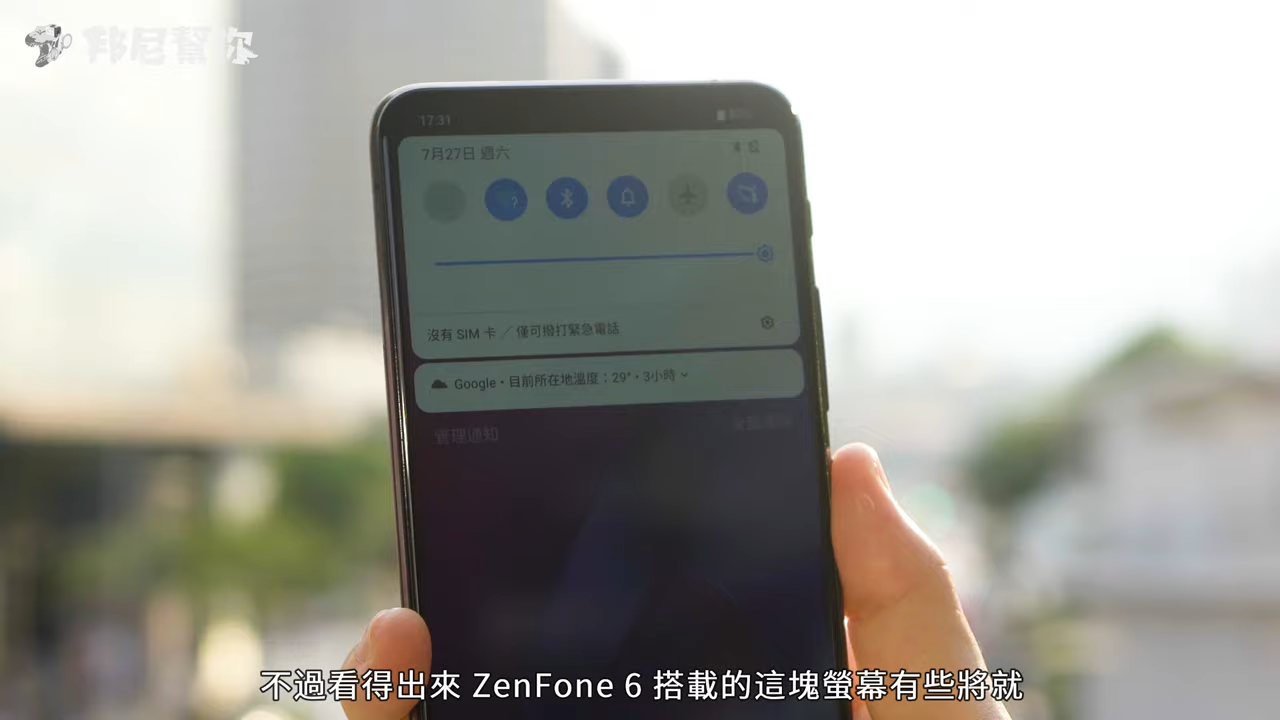 邦尼幫你
17:31
7月27日 週六
沒有 SIM 卡 ／ 僅可撥打緊急電話
Google・目前所在地溫度：29°・3小時
管理通知
不過看得出來 ZenFone 6 搭載的這塊螢幕有些將就